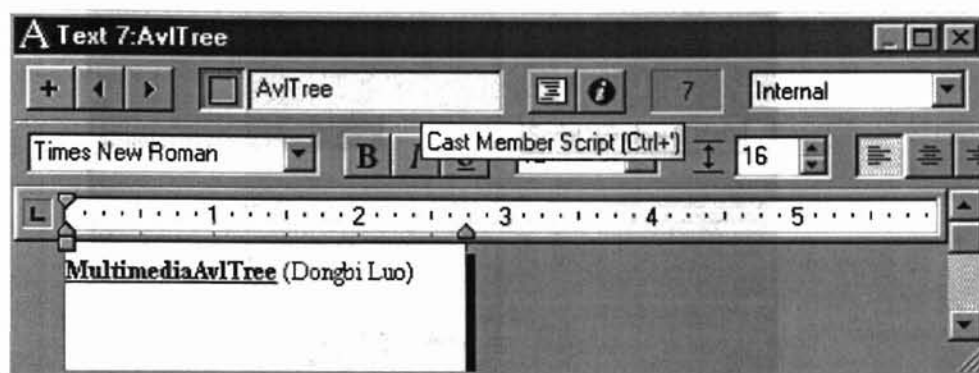 A Text 7:AvlTree
AvlTree 7 Internal
Times New Roman B Cast Member Script (Ctrl+') 16
L 1 2 3 4 5
MultimediaAvlTree (Dongbi Luo)